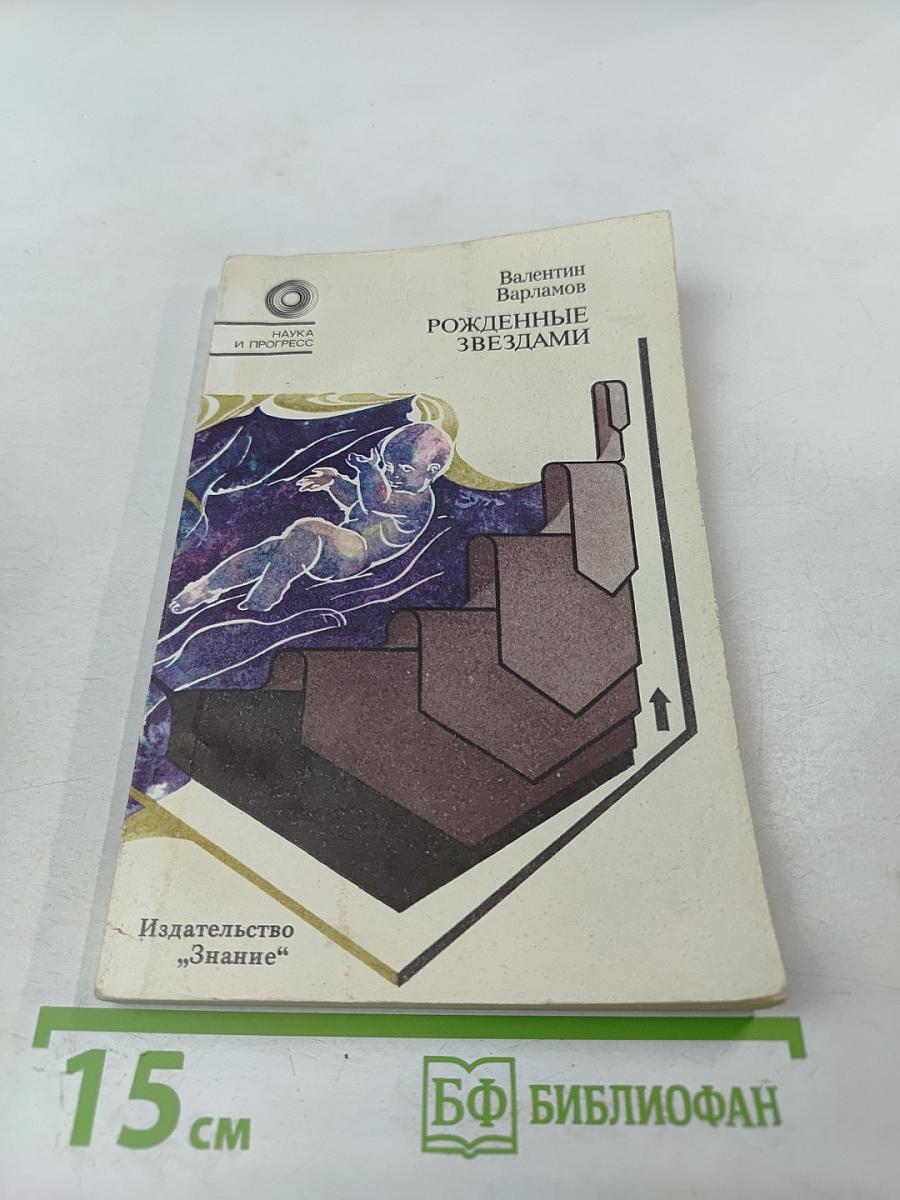 НАУКА
И ПРОГРЕСС
Валентин
Варламов
РОЖДЕННЫЕ
ЗВЕЗДАМИ
Издательство
„Знание“
15 см
БФ БИБЛИОФАН